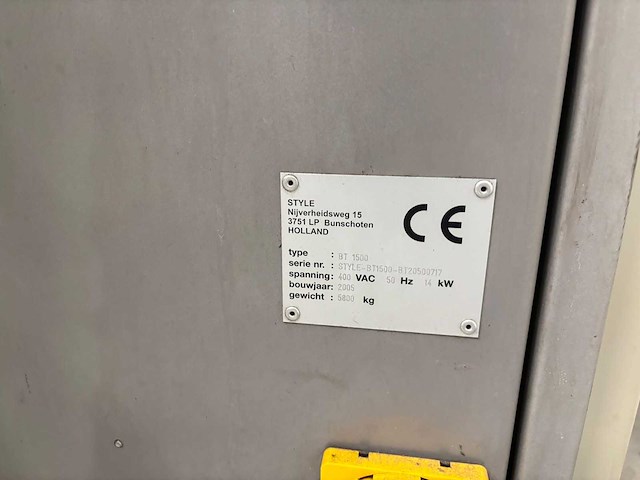 STYLE
Nijverheidsweg 15
3751 LP Bunschoten
HOLLAND
CE
type : BT 1500
serie nr. : STYLE-BT1500-BT20500717
spanning: 400 VAC 50 Hz 14 kW
bouwjaar: 2005
gewicht : 5800 kg